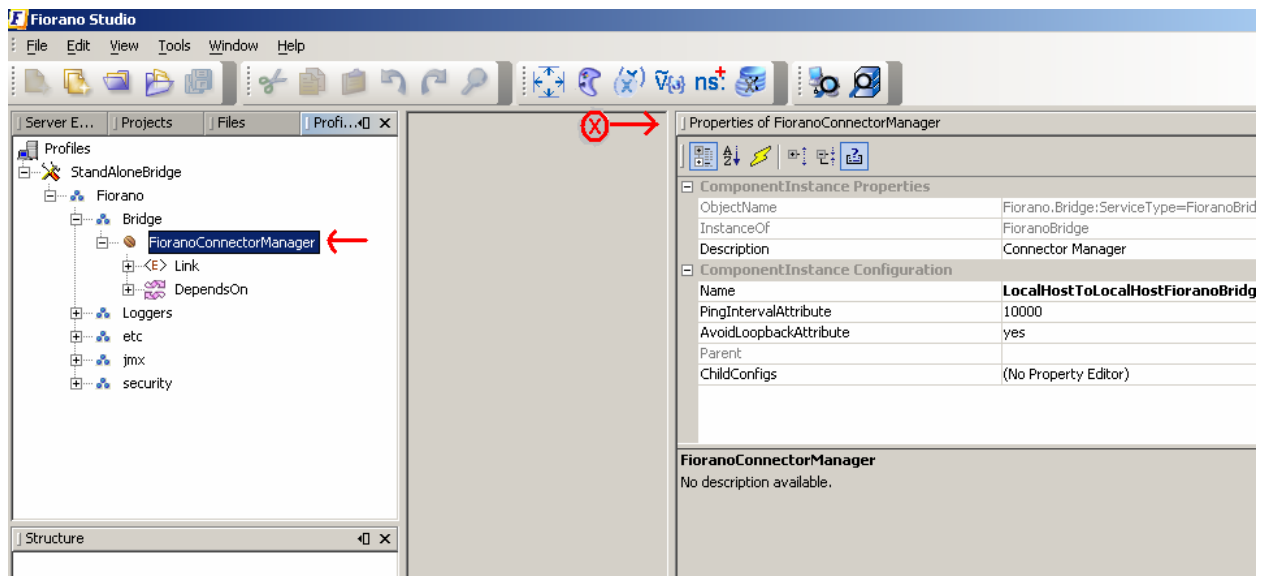 Fiorano Studio
File Edit View Tools Window Help
ns:
Server E... Projects Files Profi...
Profiles
StandAloneBridge
Fiorano
Bridge
FioranoConnectorManager
<E> Link
DependsOn
Loggers
etc
jmx
security
Structure
X
Properties of FioranoConnectorManager
ComponentInstance Properties
ObjectName Fiorano.Bridge:ServiceType=FioranoBrid
InstanceOf FioranoBridge
Description Connector Manager
ComponentInstance Configuration
Name LocalHostToLocalHostFioranoBridg
PingIntervalAttribute 10000
AvoidLoopbackAttribute yes
Parent
ChildConfigs (No Property Editor)
FioranoConnectorManager
No description available.